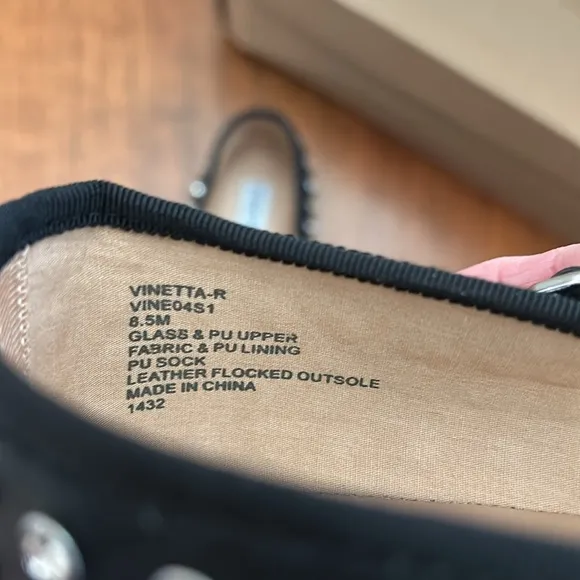 VINETTA-R
VINE04S1
8.5M
GLASS & PU UPPER
FABRIC & PU LINING
PU SOCK
LEATHER FLOCKED OUTSOLE
MADE IN CHINA
1432